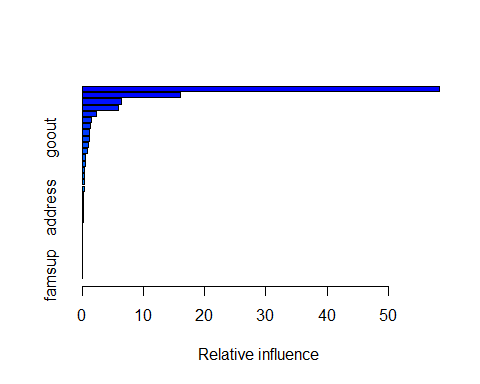 goout
address
famsup
0 10 20 30 40 50
Relative influence